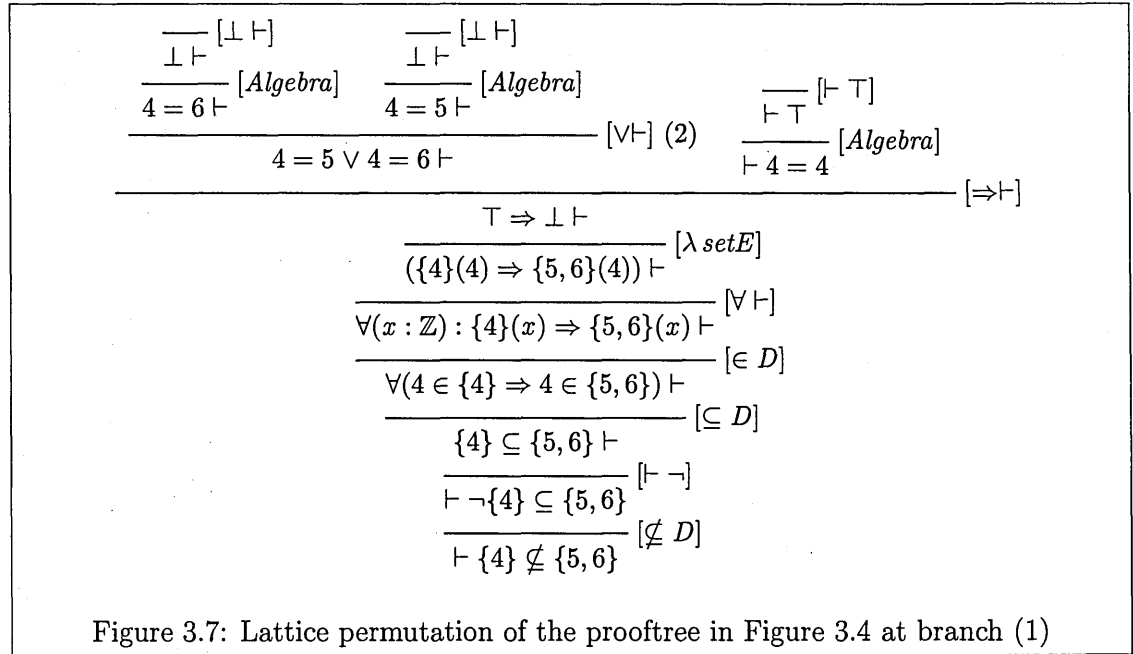 ⊥ ⊢ [⊥ ⊢] ⊥ ⊢ [⊥ ⊢]
4 = 6 ⊢ [Algebra] 4 = 5 ⊢ [Algebra] ⊢ ⊤ [⊢ ⊤]
4 = 5 ∨ 4 = 6 ⊢ [∨⊢] (2) ⊢ 4 = 4 [Algebra]
⊤ ⇒ ⊥ ⊢ [⇒⊢]
({4}(4) ⇒ {5, 6}(4)) ⊢ [λ setE]
∀(x : ℤ) : {4}(x) ⇒ {5, 6}(x) ⊢ [∀ ⊢]
∀(4 ∈ {4} ⇒ 4 ∈ {5, 6}) ⊢ [∈ D]
{4} ⊆ {5, 6} ⊢ [⊆ D]
⊢ ¬{4} ⊆ {5, 6} [⊢ ¬]
⊢ {4} ⊈ {5, 6} [⊈ D]
Figure 3.7: Lattice permutation of the prooftree in Figure 3.4 at branch (1)